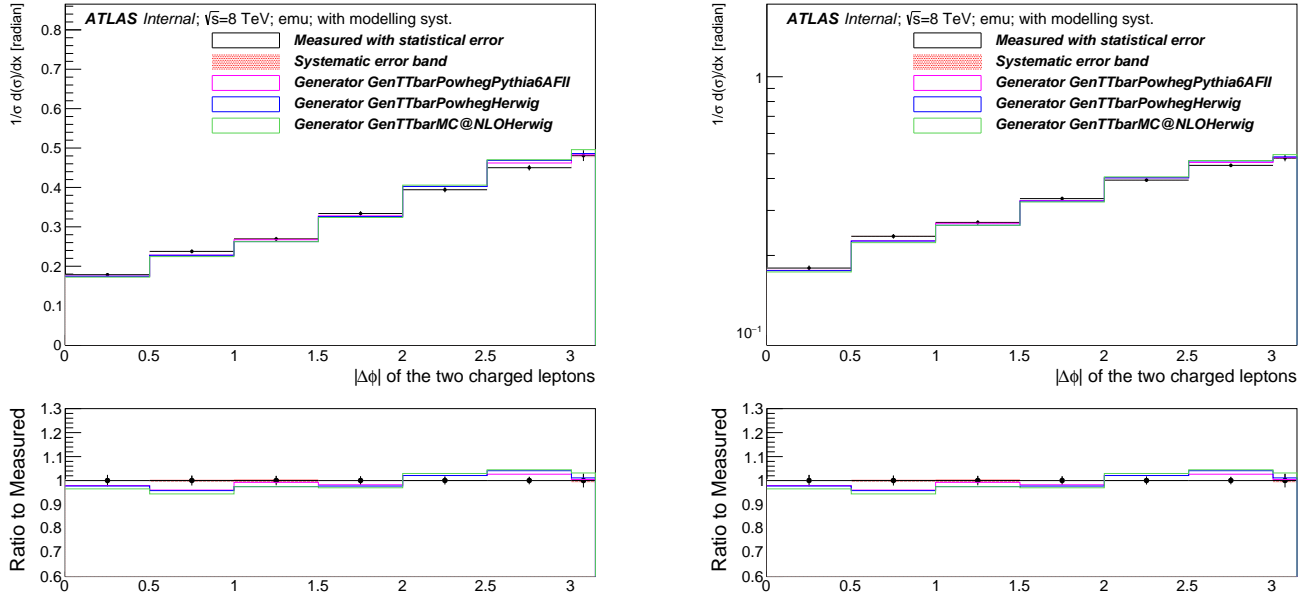 ATLAS Internal; √s=8 TeV; emu; with modelling syst.
Measured with statistical error
Systematic error band
Generator GenTTbarPowhegPythia6AFII
Generator GenTTbarPowhegHerwig
Generator GenTTbarMC@NLOHerwig
1/σ d(σ)/dx [radian]
0.8
0.7
0.6
0.5
0.4
0.3
0.2
0.1
0
0 0.5 1 1.5 2 2.5 3
|Δϕ| of the two charged leptons
Ratio to Measured
1.3
1.2
1.1
1
0.9
0.8
0.7
0.6
0 0.5 1 1.5 2 2.5 3
ATLAS Internal; √s=8 TeV; emu; with modelling syst.
Measured with statistical error
Systematic error band
Generator GenTTbarPowhegPythia6AFII
Generator GenTTbarPowhegHerwig
Generator GenTTbarMC@NLOHerwig
1/σ d(σ)/dx [radian]
1
10⁻¹
0 0.5 1 1.5 2 2.5 3
|Δϕ| of the two charged leptons
Ratio to Measured
1.3
1.2
1.1
1
0.9
0.8
0.7
0.6
0 0.5 1 1.5 2 2.5 3